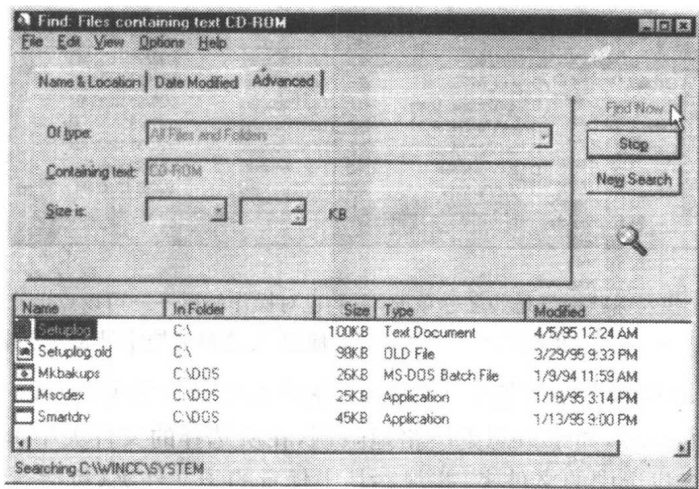 Find: Files containing text CD-ROM
File Edit View Options Help
Name & Location Date Modified Advanced
Of type: All Files and Folders
Containing text: CD-ROM
Size is: KB
Find Now
Stop
New Search
Name In Folder Size Type Modified
Setuplog C:\ 100KB Text Document 4/5/95 12:24 AM
Setuplog.old C:\ 98KB OLD File 3/29/95 9:33 PM
Mkbakups C:\DOS 26KB MS-DOS Batch File 1/9/94 11:59 AM
Mscdex C:\DOS 25KB Application 1/18/95 3:14 PM
Smartdrv C:\DOS 45KB Application 1/13/95 9:00 PM
Searching C:\WINCC\SYSTEM